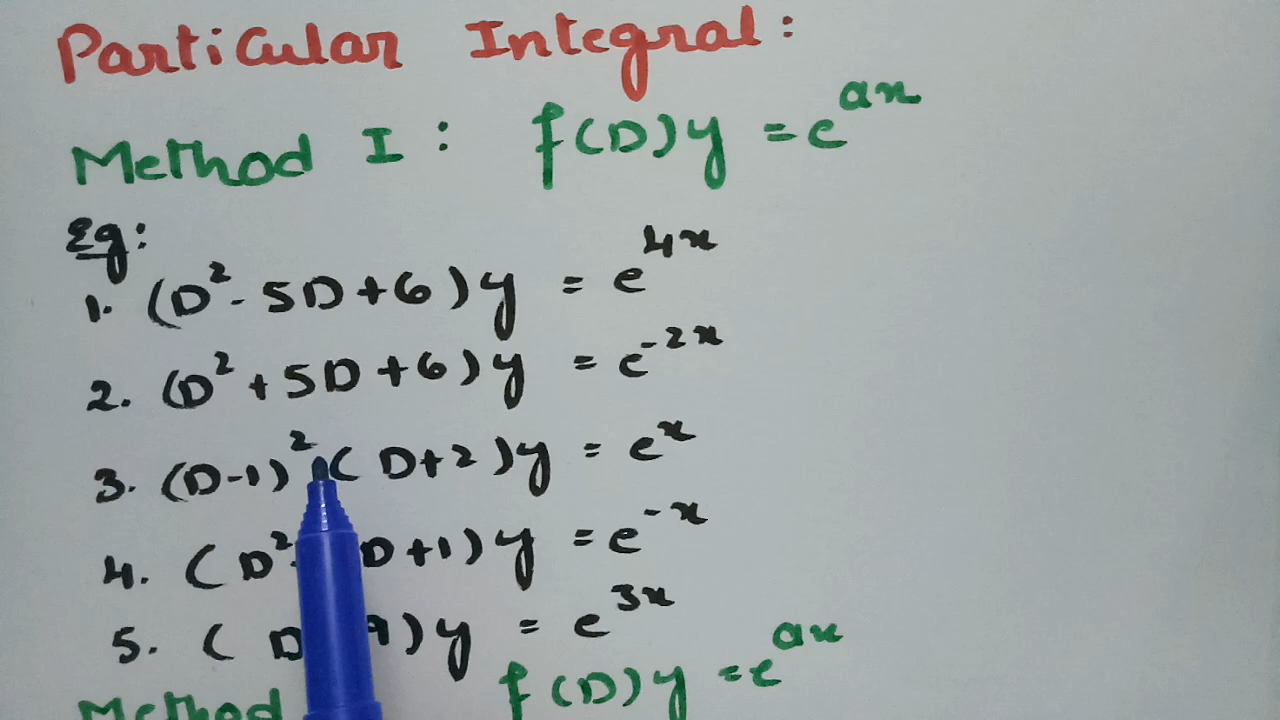 Particular Integral:
Method I: f(D)y = e^ax
Eg:
1. (D²-5D+6)y = e^4x
2. (D²+5D+6)y = e^-2x
3. (D-1)²(D+2)y = e^x
4. (D² D+1)y = e^-x
5. (D )y = e^3x
Method f(D)y = e^ax